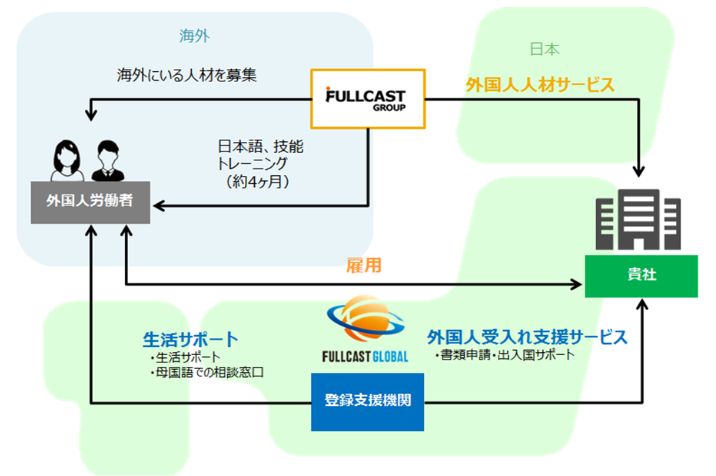 海外
日本
海外にいる人材を募集
FULLCAST
GROUP
外国人人材サービス
日本語、技能
トレーニング
（約4ヶ月）
外国人労働者
貴社
雇用
生活サポート
・生活サポート
・母国語での相談窓口
FULLCAST GLOBAL
外国人受入れ支援サービス
・書類申請・出入国サポート
登録支援機関